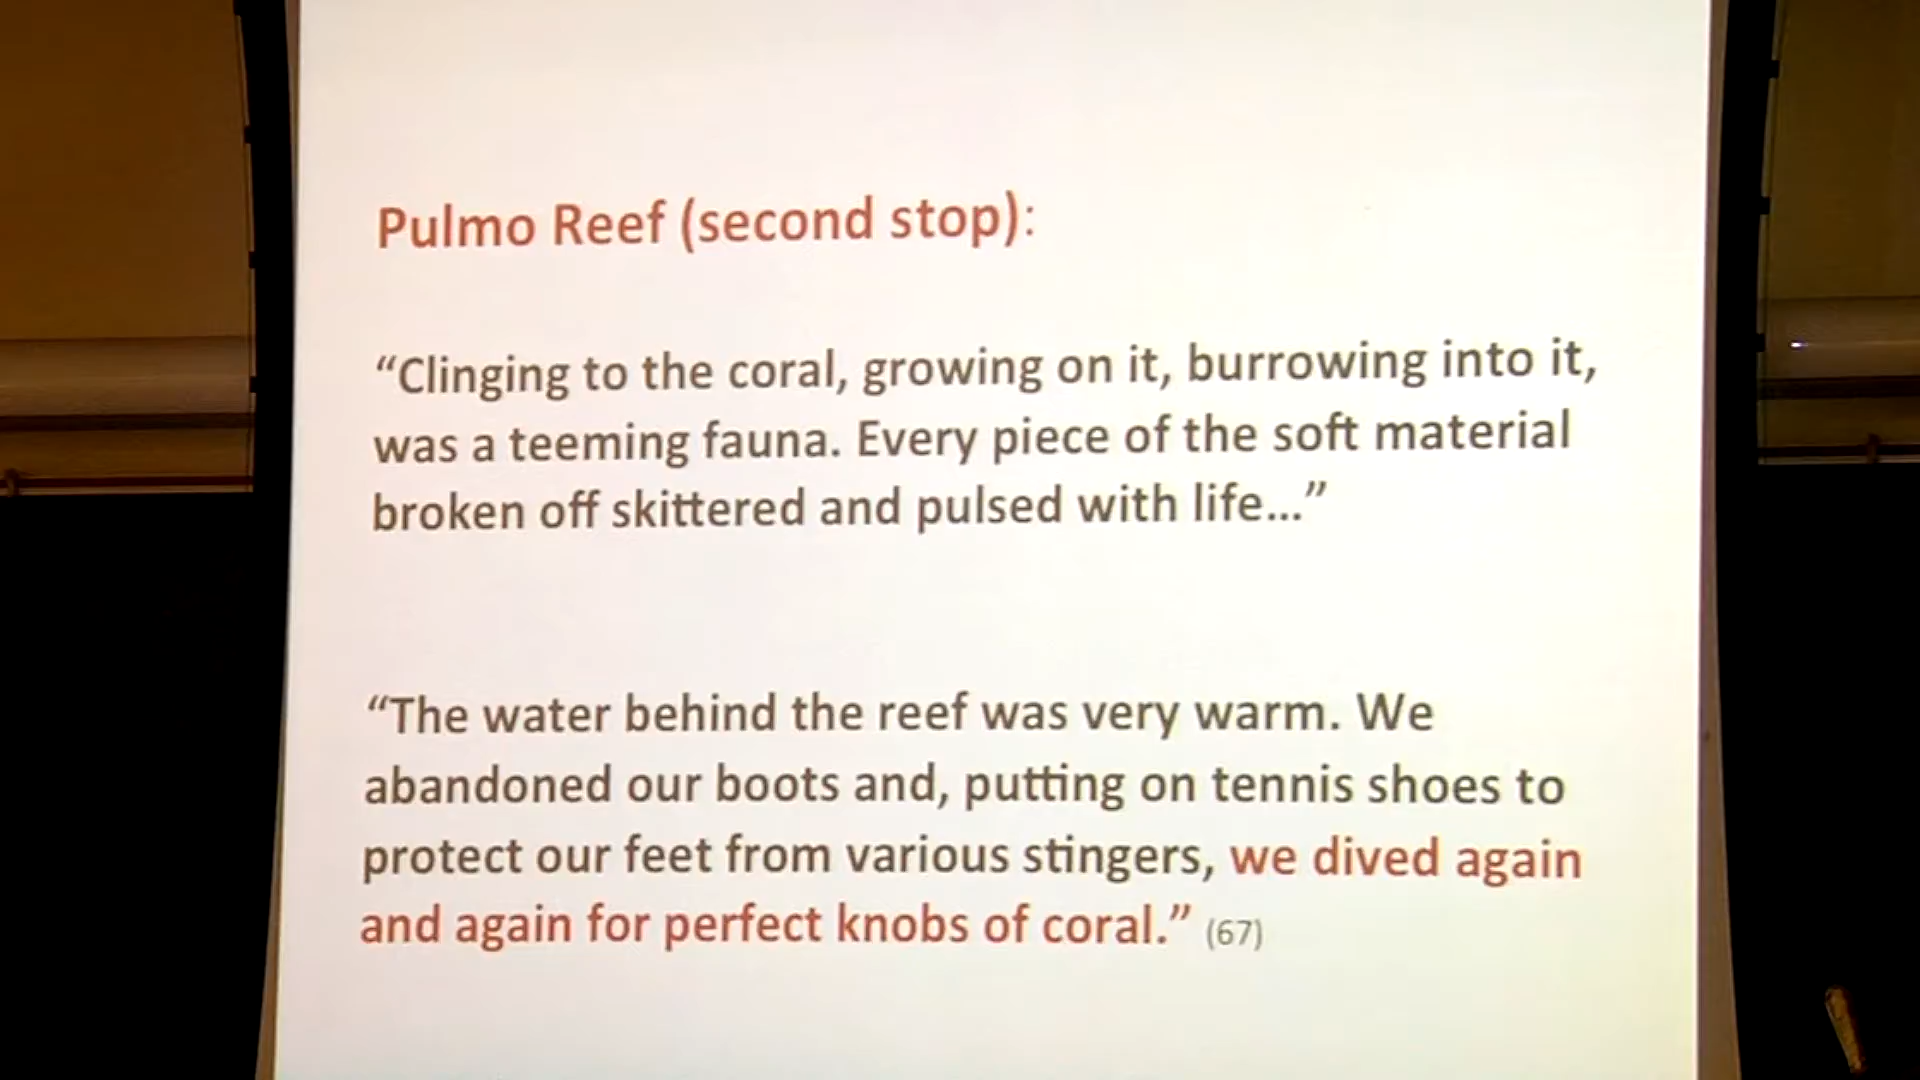 Pulmo Reef (second stop):
“Clinging to the coral, growing on it, burrowing into it,
was a teeming fauna. Every piece of the soft material
broken off skittered and pulsed with life...”
“The water behind the reef was very warm. We
abandoned our boots and, putting on tennis shoes to
protect our feet from various stingers, we dived again
and again for perfect knobs of coral.” (67)